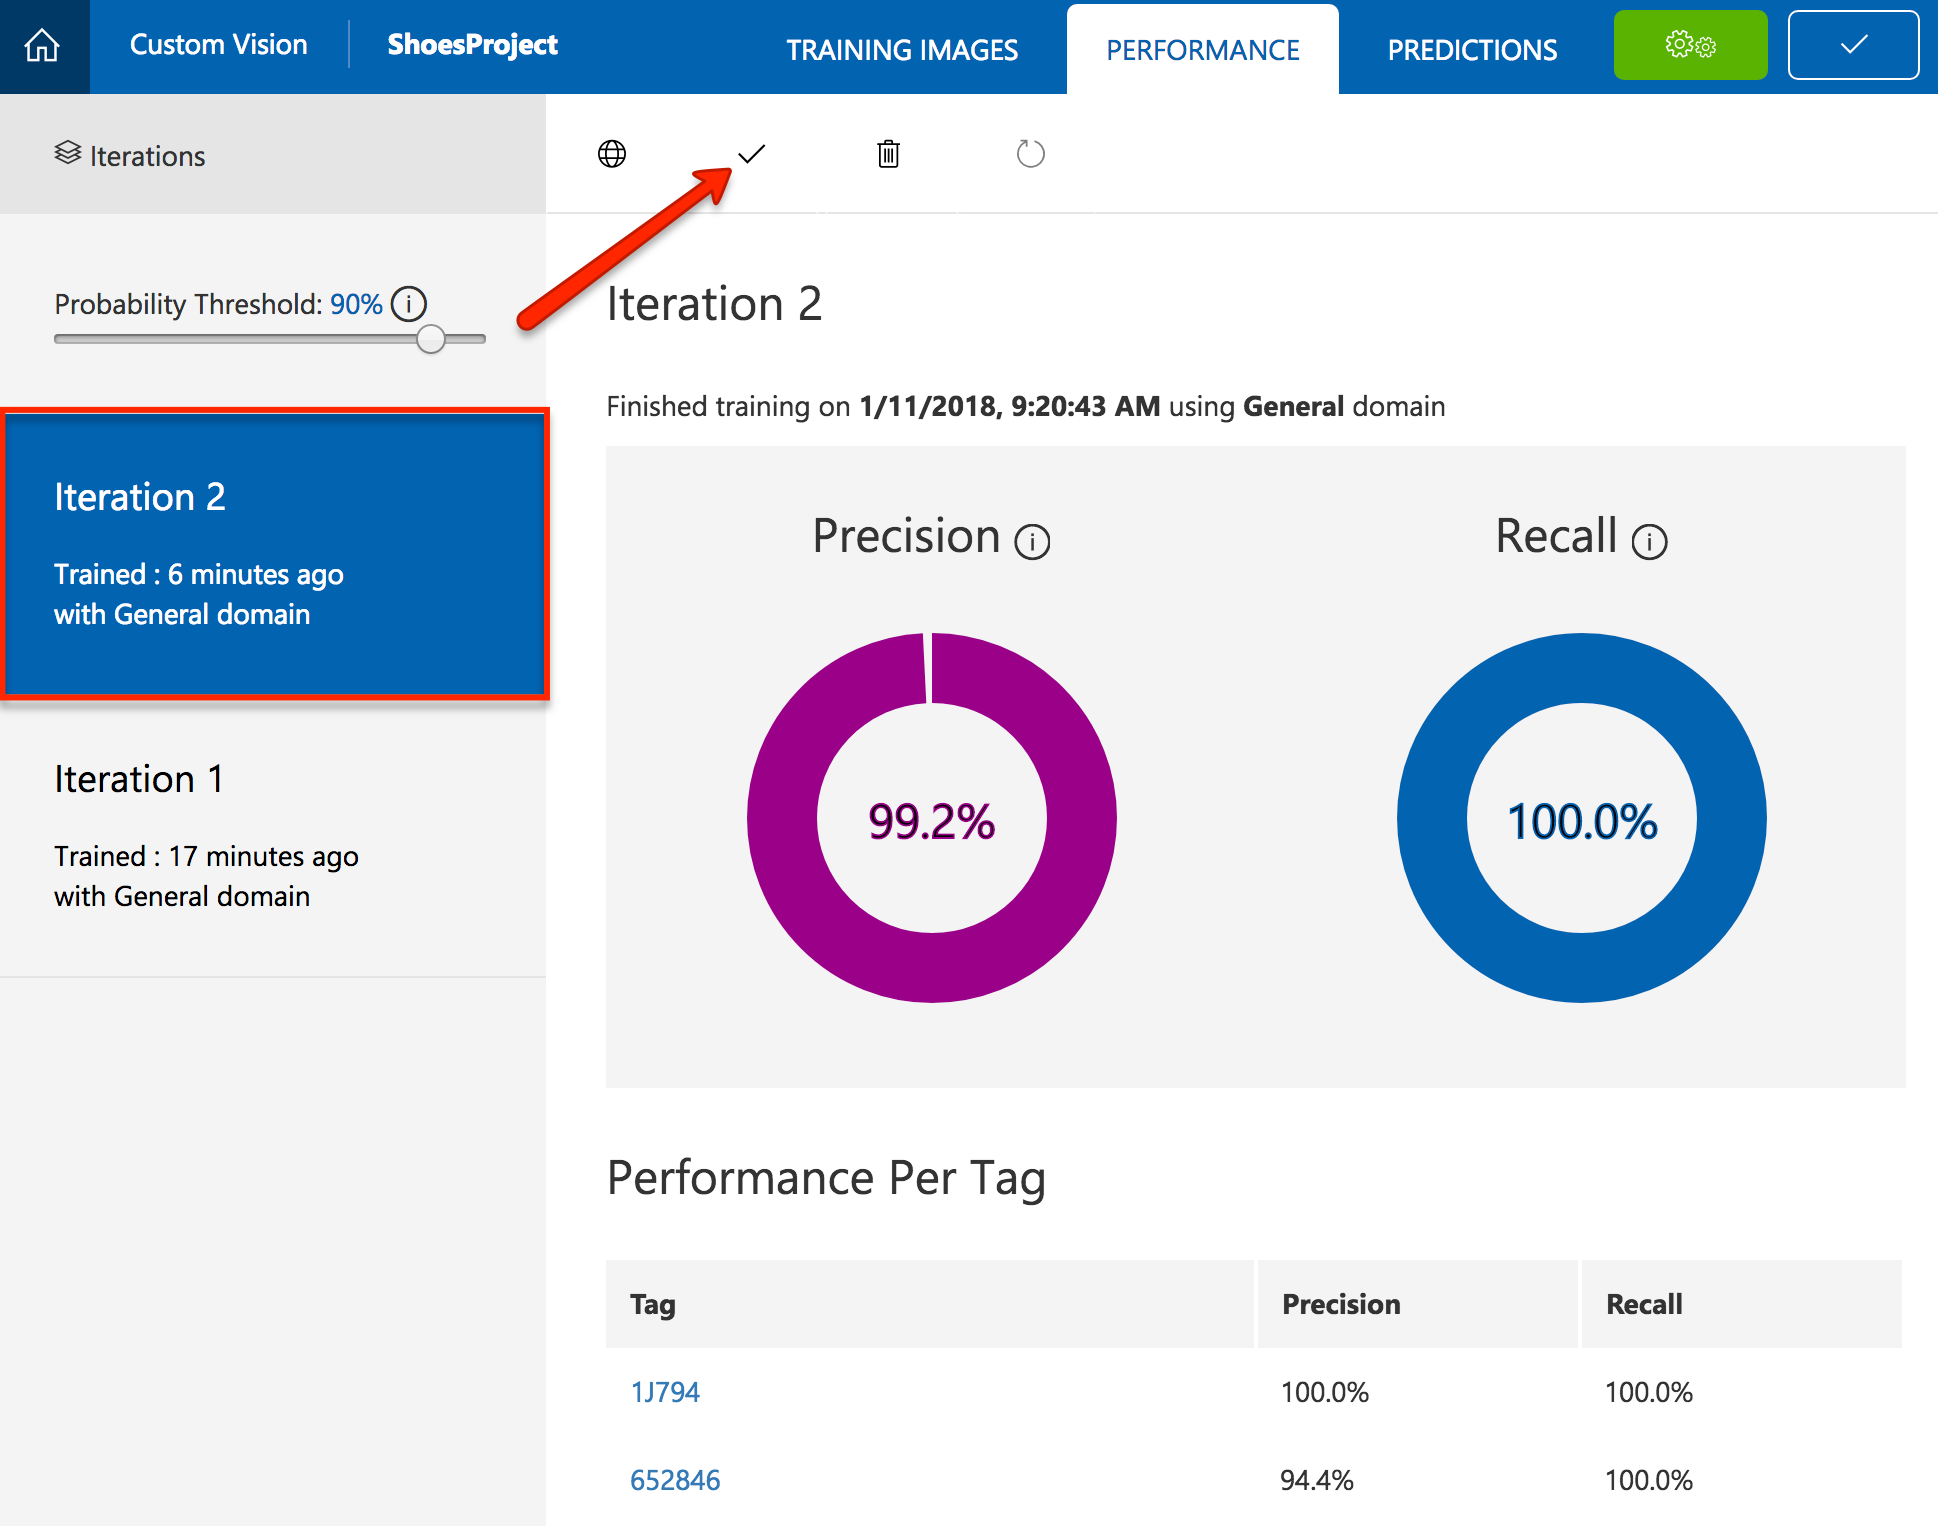 Custom Vision
ShoesProject
TRAINING IMAGES
PERFORMANCE
PREDICTIONS
Iterations
Probability Threshold: 90%
Iteration 2
Trained : 6 minutes ago
with General domain
Iteration 1
Trained : 17 minutes ago
with General domain
Iteration 2
Finished training on 1/11/2018, 9:20:43 AM using General domain
Precision
Recall
99.2%
100.0%
Performance Per Tag
Tag Precision Recall
1J794 100.0% 100.0%
652846 94.4% 100.0%